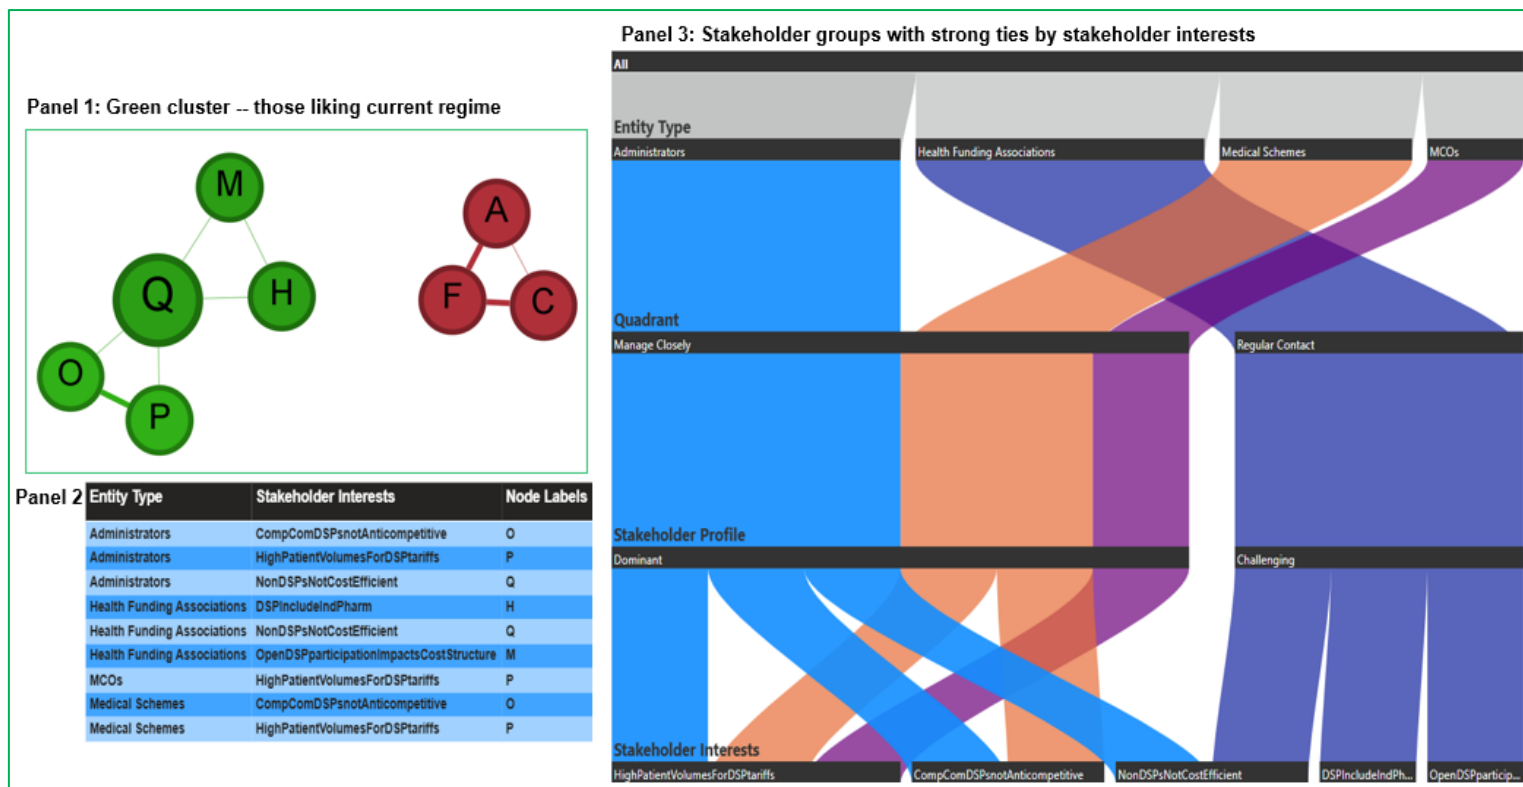 Panel 1: Green cluster -- those liking current regime
M
A
Q
H
F
C
O
P
Panel 2
Entity Type Stakeholder Interests Node Labels
Administrators CompComDSPsnotAnticompetitive O
Administrators HighPatientVolumesForDSPtariffs P
Administrators NonDSPsNotCostEfficient Q
Health Funding Associations DSPIncludeIndPharm H
Health Funding Associations NonDSPsNotCostEfficient Q
Health Funding Associations OpenDSPparticipationImpactsCostStructure M
MCOs HighPatientVolumesForDSPtariffs P
Medical Schemes CompComDSPsnotAnticompetitive O
Medical Schemes HighPatientVolumesForDSPtariffs P
Panel 3: Stakeholder groups with strong ties by stakeholder interests
All
Entity Type
Administrators Health Funding Associations Medical Schemes MCOs
Quadrant
Manage Closely Regular Contact
Stakeholder Profile
Dominant Challenging
Stakeholder Interests
HighPatientVolumesForDSPtariffs CompComDSPsnotAnticompetitive NonDSPsNotCostEfficient DSPIncludeIndPh... OpenDSPparticip...